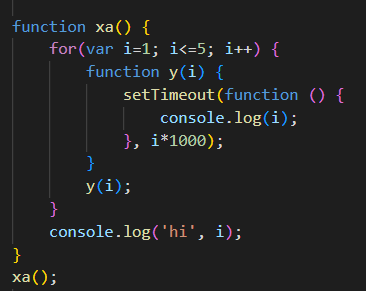 function xa() {
    for(var i=1; i<=5; i++) {
        function y(i) {
            setTimeout(function () {
                console.log(i);
            }, i*1000);
        }
        y(i);
    }
    console.log('hi', i);
}
xa();